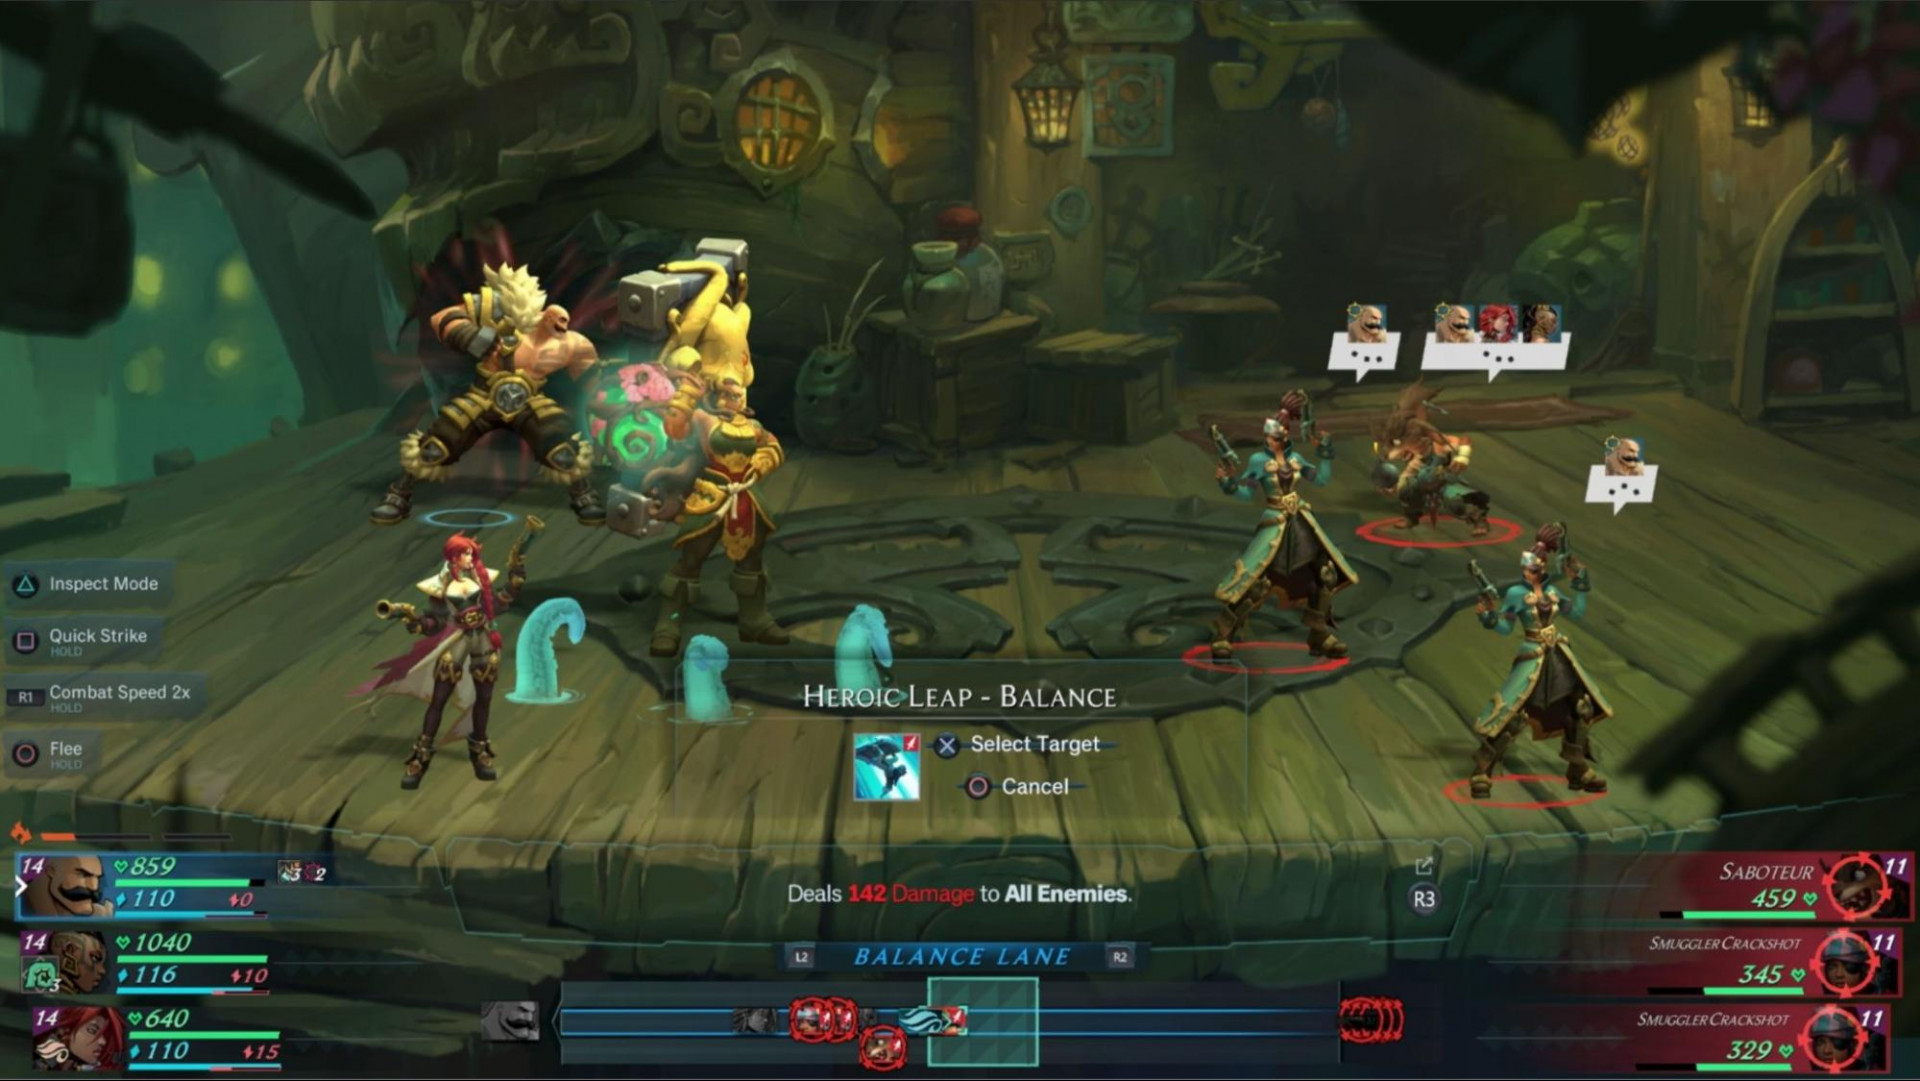 Inspect Mode
Quick Strike
HOLD
R1 Combat Speed 2x
HOLD
Flee
HOLD
HEROIC LEAP - BALANCE
Select Target
Cancel
Deals 142 Damage to All Enemies.
R3
L2 BALANCE LANE R2
14 859
110 0
3 2
14 1040
116 10
3
14 640
110 15
SABOTEUR 11
459
SMUGGLER CRACKSHOT 11
345
SMUGGLER CRACKSHOT 11
329